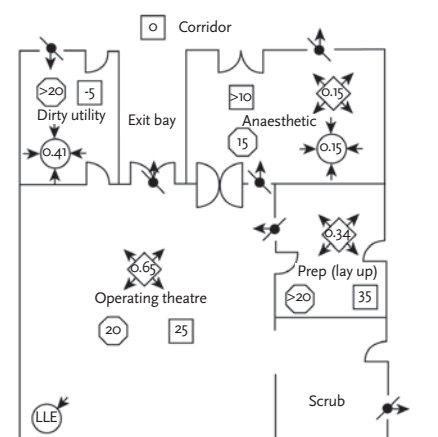 0 Corridor
>20 -5
Dirty utility
0.41
Exit bay
>10
0.15
Anaesthetic
15
0.15
0.34
Prep (lay up)
>20 35
0.65
Operating theatre
20 25
Scrub
LLE